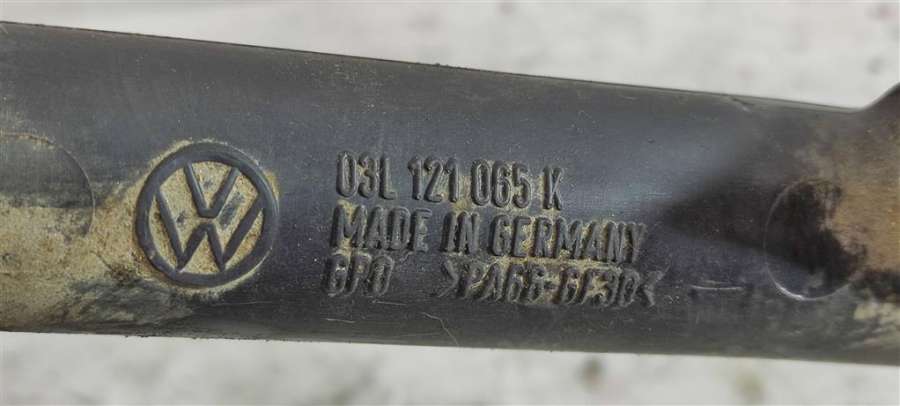 03L 121 065 K
MADE IN GERMANY
GPO >PA66-GF30<